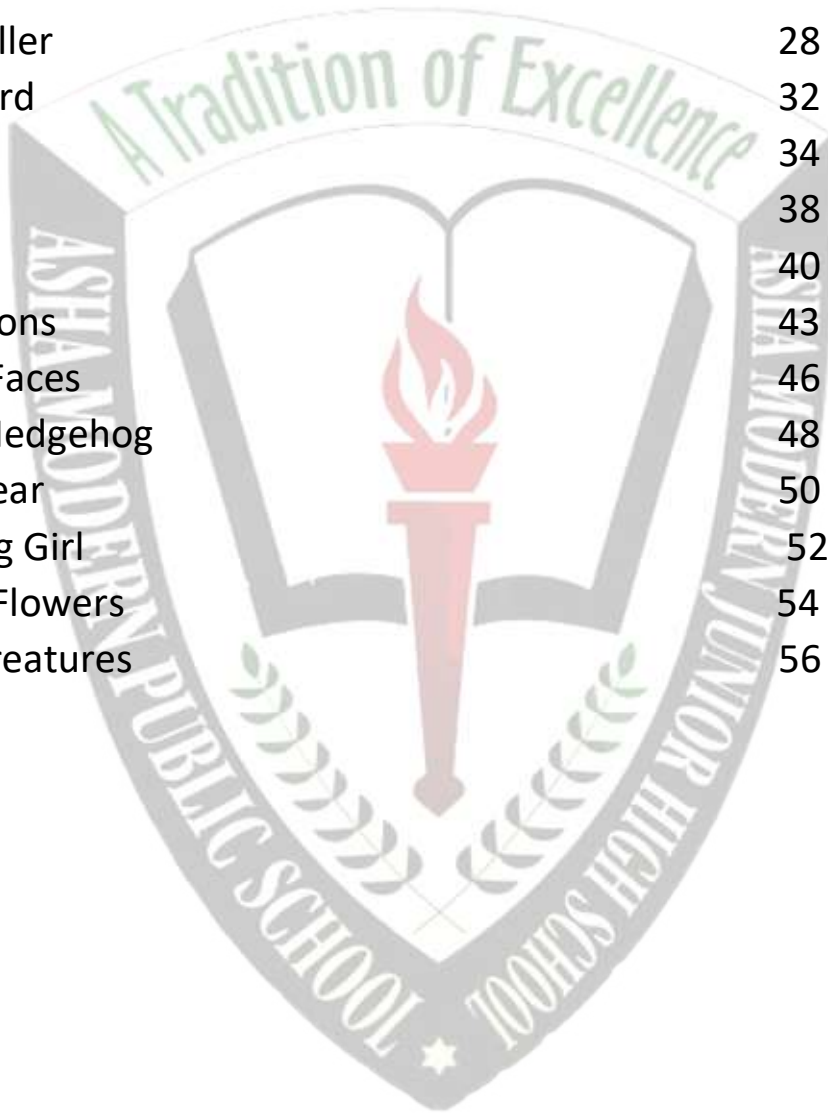 ller 28
rd 32
34
38
40
ons 43
Faces 46
Hedgehog 48
ear 50
g Girl 52
Flowers 54
reatures 56
A Tradition of Excellence
ASHA MODERN PUBLIC SCHOOL
ASHA MODERN JUNIOR HIGH SCHOOL